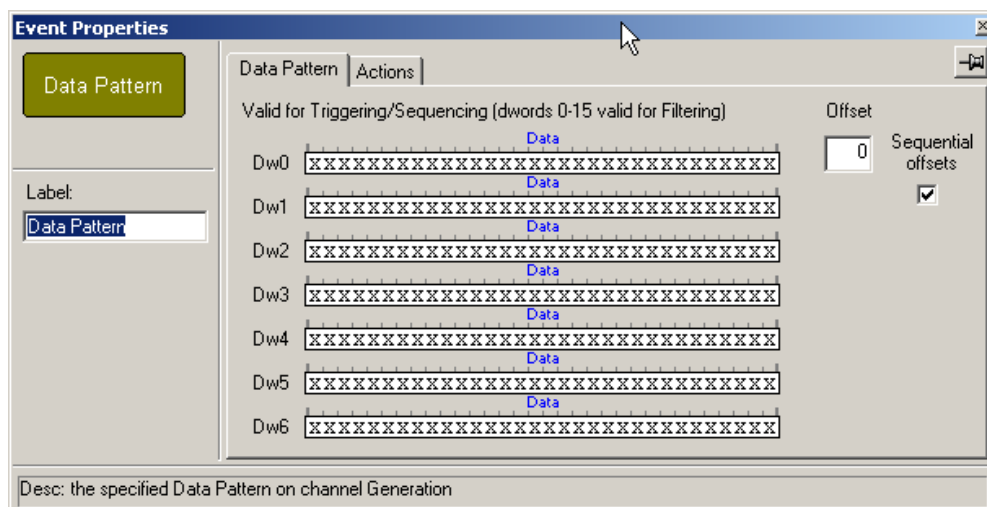 Event Properties
Data Pattern
Data Pattern Actions
Valid for Triggering/Sequencing (dwords 0-15 valid for Filtering) Offset
Data
Dw0 XXXXXXXXXXXXXXXXXXXXXXXXXXXXXXXX 0 Sequential
offsets
Data
Label:
Dw1 XXXXXXXXXXXXXXXXXXXXXXXXXXXXXXXX
Data Pattern
Data
Dw2 XXXXXXXXXXXXXXXXXXXXXXXXXXXXXXXX
Data
Dw3 XXXXXXXXXXXXXXXXXXXXXXXXXXXXXXXX
Data
Dw4 XXXXXXXXXXXXXXXXXXXXXXXXXXXXXXXX
Data
Dw5 XXXXXXXXXXXXXXXXXXXXXXXXXXXXXXXX
Data
Dw6 XXXXXXXXXXXXXXXXXXXXXXXXXXXXXXXX
Desc: the specified Data Pattern on channel Generation